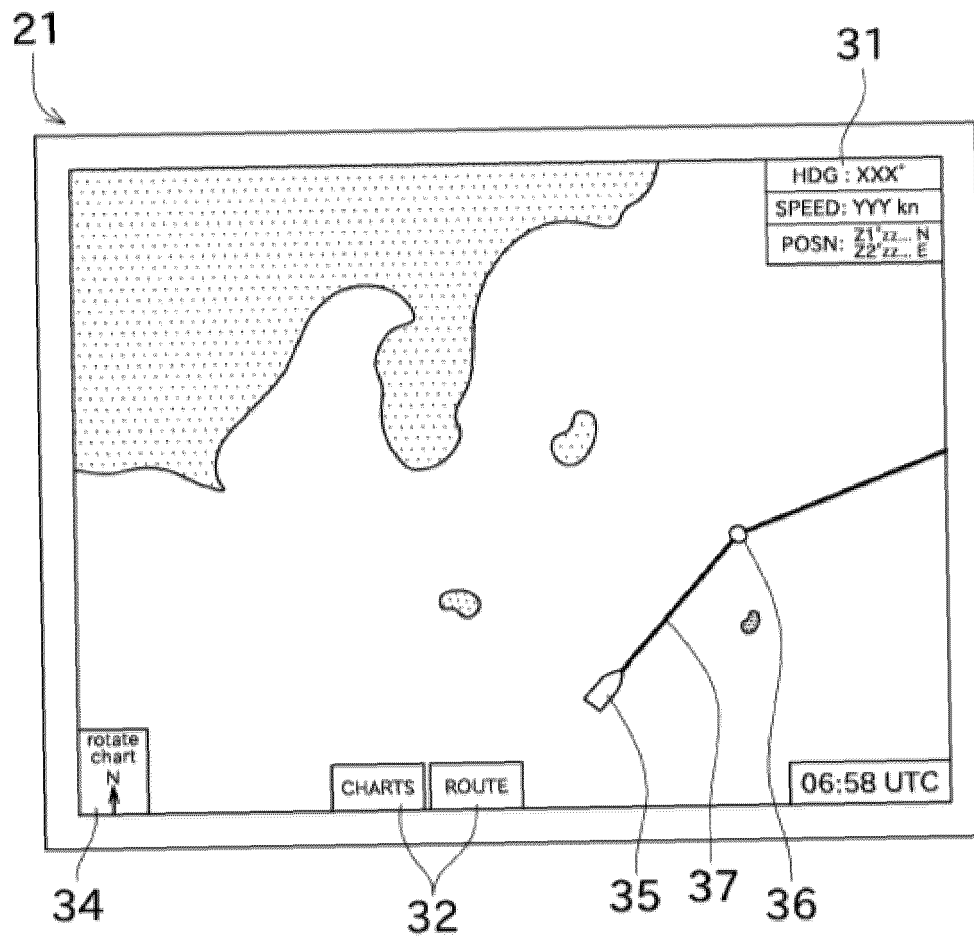 21
31
HDG : XXX°
SPEED: YYY kn
POSN: Z1°zz... N
Z2°zz... E
rotate
chart
N
CHARTS
ROUTE
06:58 UTC
34
32
35
37
36